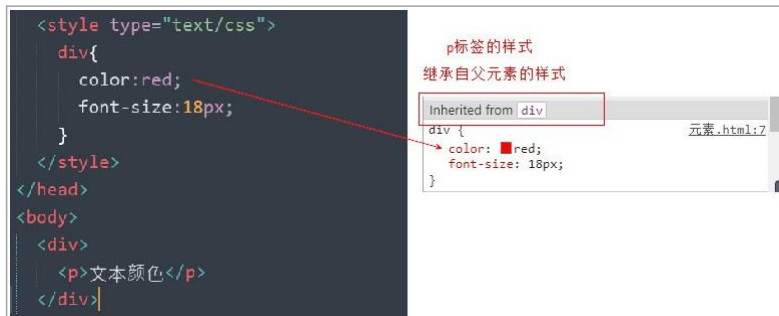 <style type="text/css">
div{
color:red;
font-size:18px;
}
</style>
</head>
<body>
<div>
<p>文本颜色</p>
</div>
p标签的样式
继承自父元素的样式
Inherited from div
div {
元素.html:7
color: red;
font-size: 18px;
}